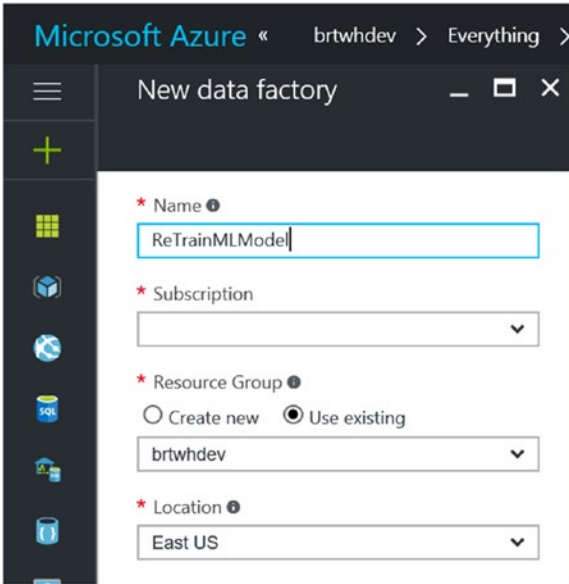 Microsoft Azure « brtwhdev > Everything >
New data factory
* Name
ReTrainMLModel
* Subscription
* Resource Group
Create new Use existing
brtwhdev
* Location
East US
SQL